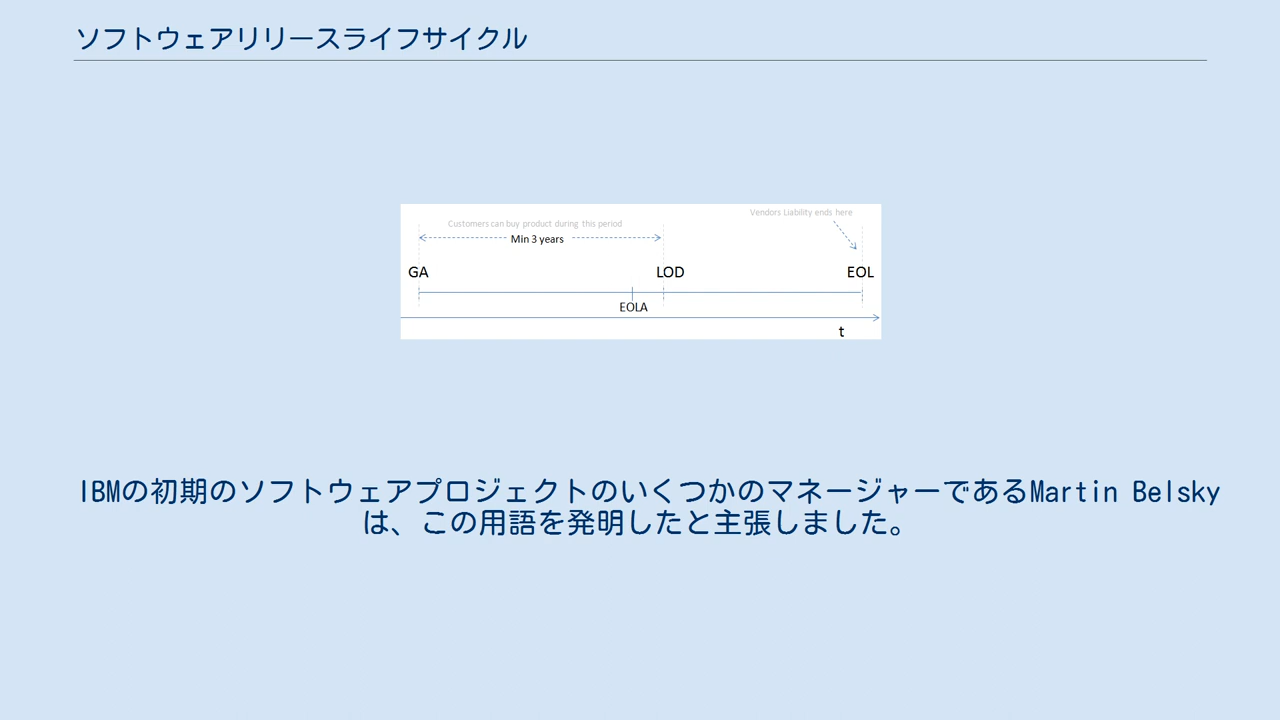 ソフトウェアリリースライフサイクル
Vendors Liability ends here
Customers can buy product during this period
Min 3 years
GA LOD EOL
EOLA
t
IBMの初期のソフトウェアプロジェクトのいくつかのマネージャーであるMartin Belsky
は、この用語を発明したと主張しました。